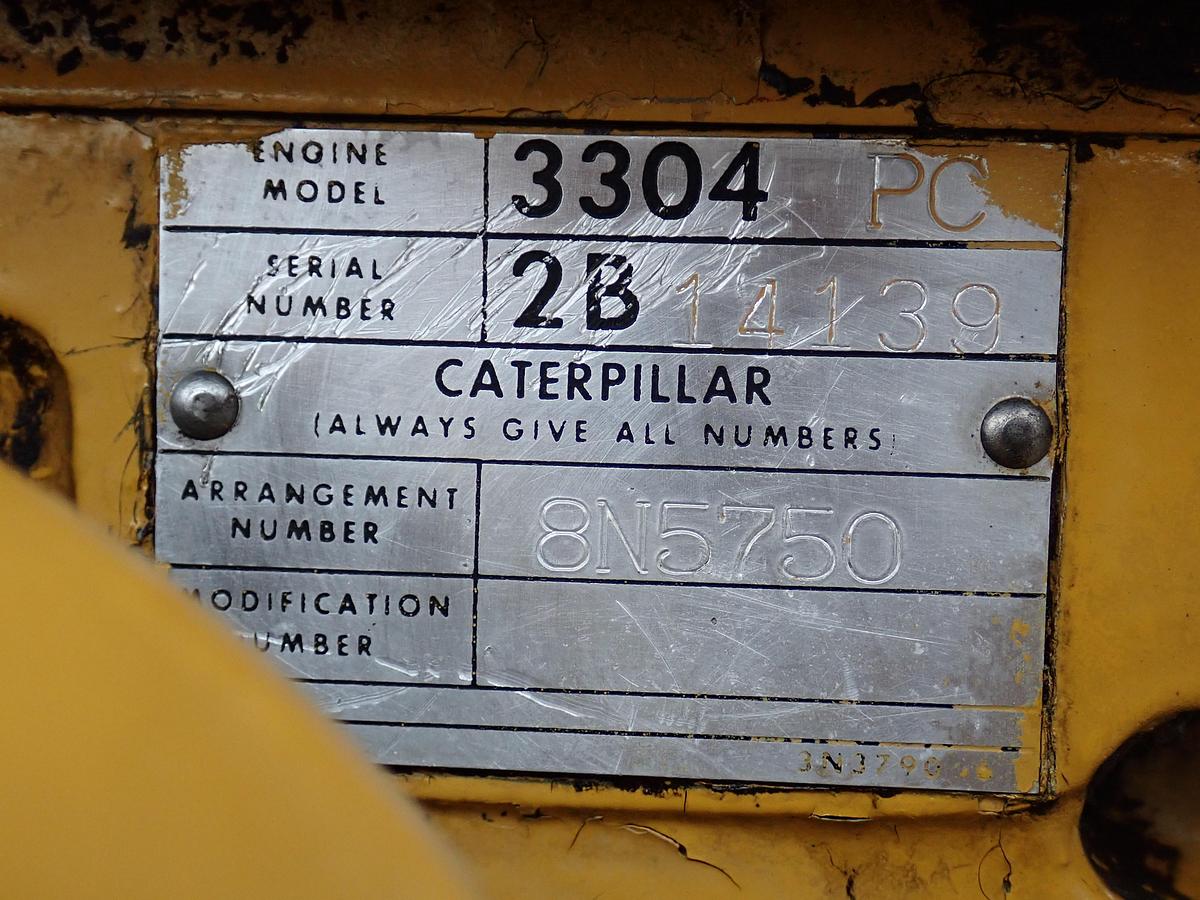 ENGINE MODEL 3304 PC
SERIAL NUMBER 2B 14139
CATERPILLAR
(ALWAYS GIVE ALL NUMBERS)
ARRANGEMENT NUMBER 8N5750
MODIFICATION NUMBER
3N3790